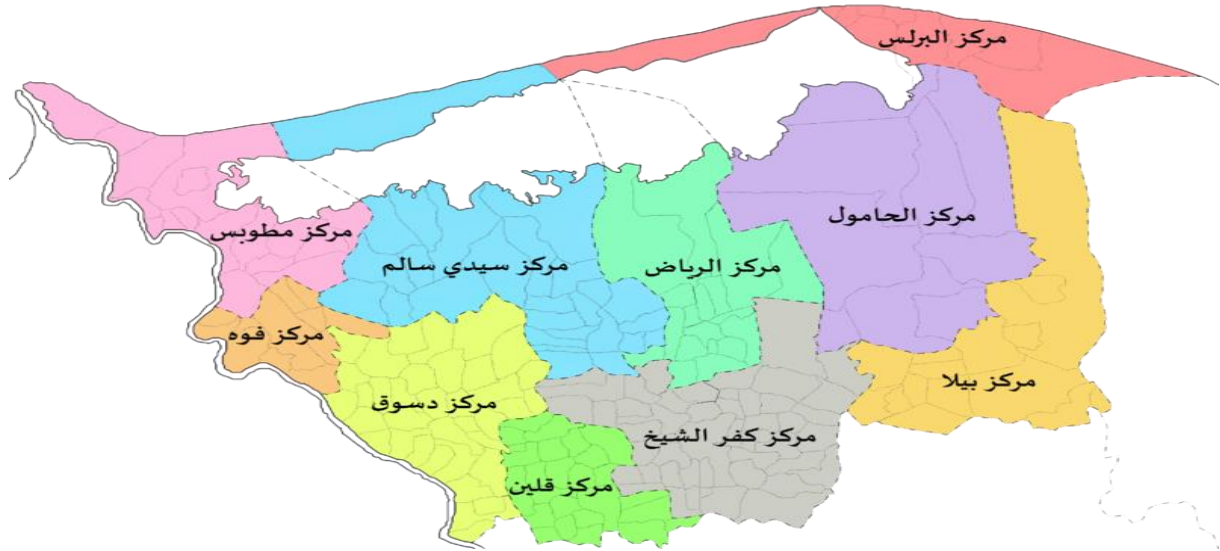 مركز البرلس
مركز الحامول
مركز مطوبس
مركز سيدي سالم
مركز الرياض
مركز فوه
مركز بيلا
مركز دسوق
مركز كفر الشيخ
مركز قلين